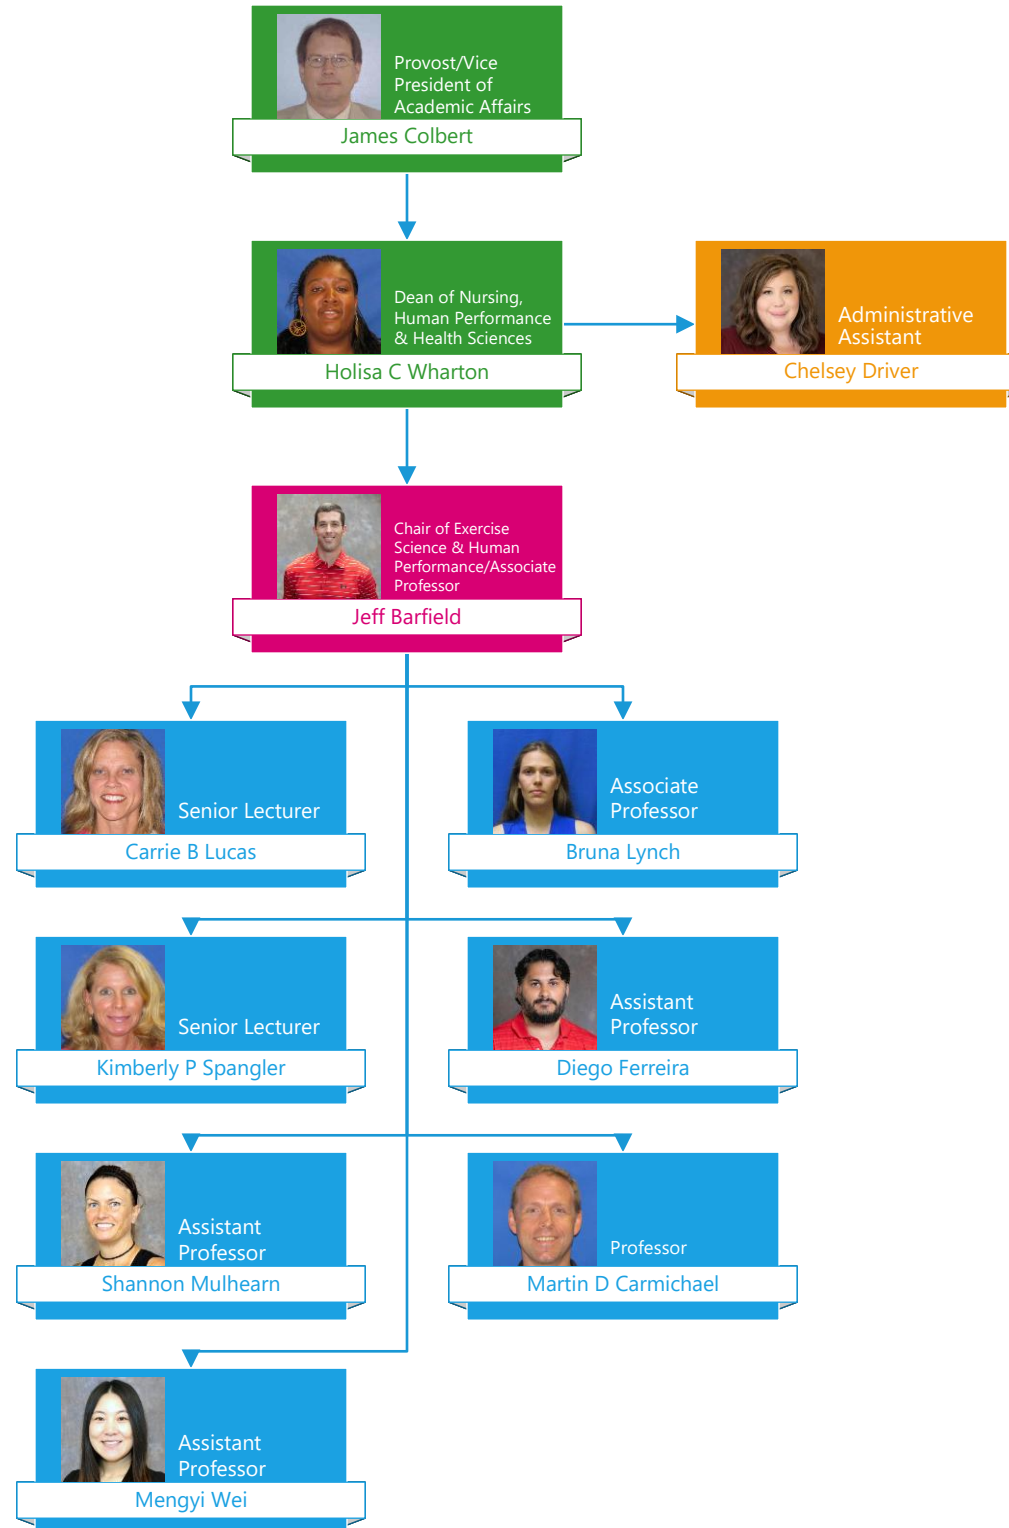 Provost/Vice
President of
Academic Affairs
James Colbert
Dean of Nursing,
Human Performance
& Health Sciences
Holisa C Wharton
Administrative
Assistant
Chelsey Driver
Chair of Exercise
Science & Human
Performance/Associate
Professor
Jeff Barfield
Senior Lecturer
Carrie B Lucas
Associate
Professor
Bruna Lynch
Senior Lecturer
Kimberly P Spangler
Assistant
Professor
Diego Ferreira
Assistant
Professor
Shannon Mulhearn
Professor
Martin D Carmichael
Assistant
Professor
Mengyi Wei